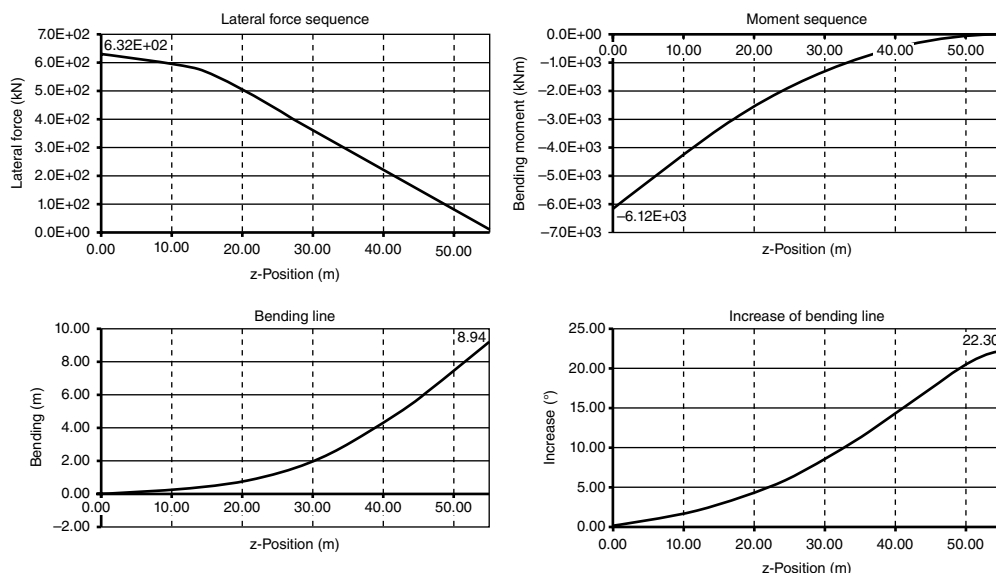 Lateral force sequence
7.0E+02
6.32E+02
6.0E+02
5.0E+02
4.0E+02
3.0E+02
2.0E+02
1.0E+02
0.0E+00
Lateral force (kN)
0.00 10.00 20.00 30.00 40.00 50.00
z-Position (m)
Moment sequence
0.0E+00
0.00 10.00 20.00 30.00 40.00 50.00
−1.0E+03
−2.0E+03
−3.0E+03
−4.0E+03
−5.0E+03
−6.0E+03
−6.12E+03
−7.0E+03
Bending moment (kNm)
z-Position (m)
Bending line
10.00
8.94
8.00
6.00
4.00
2.00
0.00
−2.00
Bending (m)
0.00 10.00 20.00 30.00 40.00 50.00
z-Position (m)
Increase of bending line
25.00
22.30
20.00
15.00
10.00
5.00
0.00
Increase (°)
0.00 10.00 20.00 30.00 40.00 50.00
z-Position (m)